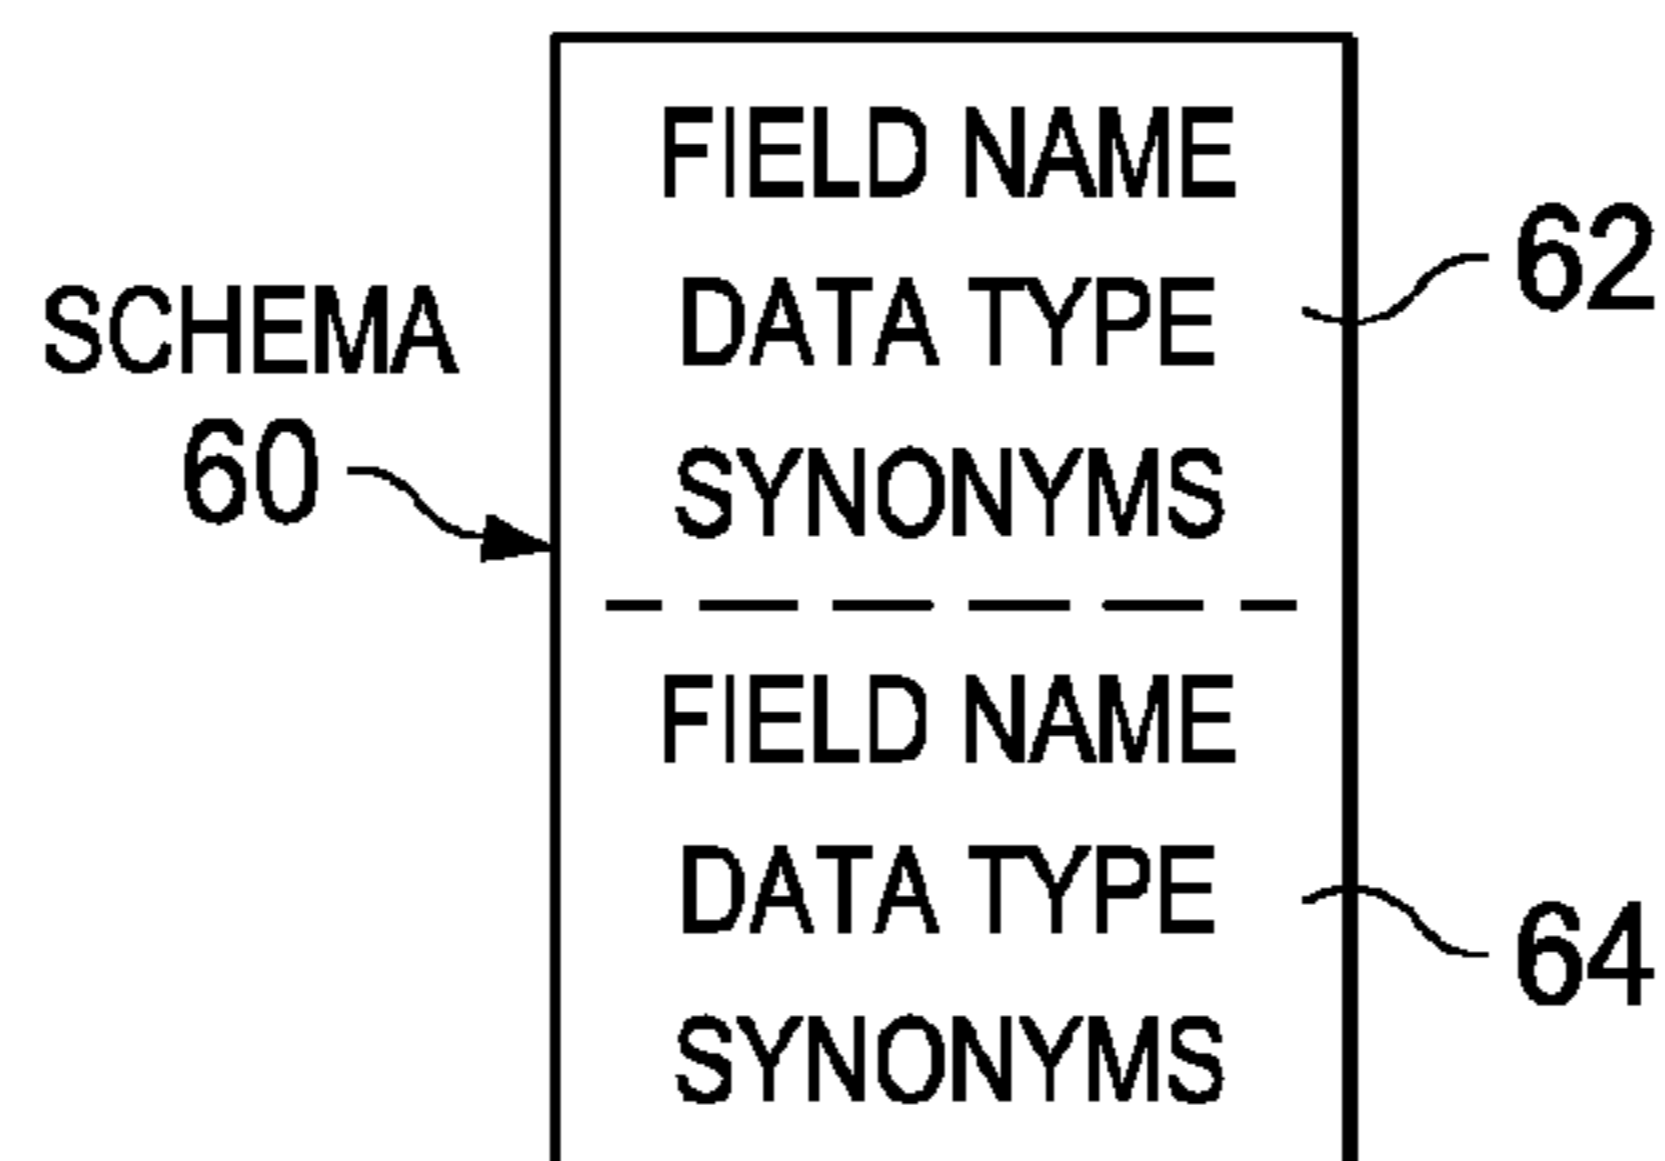 FIELD NAME
DATA TYPE
SYNONYMS
62
SCHEMA
60
FIELD NAME
DATA TYPE
SYNONYMS
64